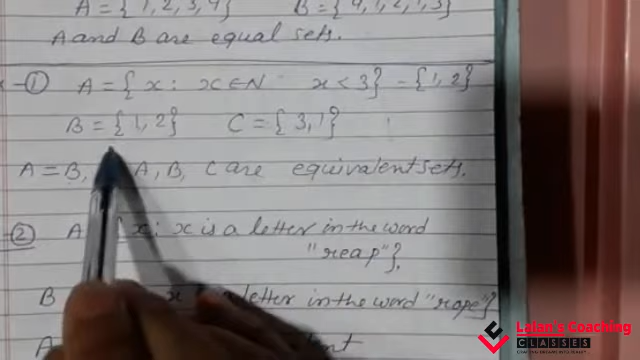 A = {1, 2, 3, 4} B = {4, 1, 2, 1, 3}
A and B are equal sets.
① A = { x : x ∈ N x < 3} = {1, 2}
B = {1, 2} C = {3, 1}
A = B, A, B, C are equivalent sets.
② A x : x is a letter in the word
"reap"}.
B x letter in the word "rope"}
A
Lalan's Coaching
CLASSES